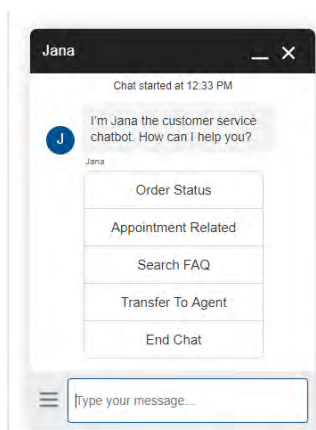 Jana
Chat started at 12:33 PM
I'm Jana the customer service
chatbot. How can I help you?
J
Jana
Order Status
Appointment Related
Search FAQ
Transfer To Agent
End Chat
Type your message...